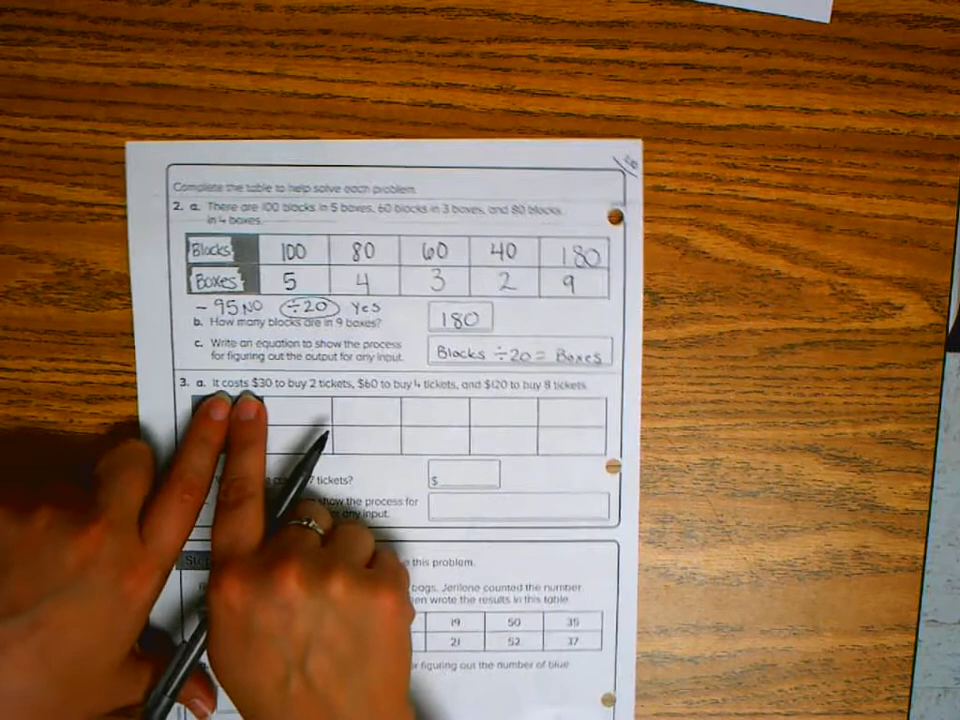 Complete the table to help solve each problem.
2. a. There are 100 blocks in 5 boxes, 60 blocks in 3 boxes, and 80 blocks
in 4 boxes.
Blocks 100 80 60 40 180
Boxes 5 4 3 2 9
- 95 NO ÷20 Yes
b. How many blocks are in 9 boxes? 180
c. Write an equation to show the process
for figuring out the output for any input. Blocks ÷20 = Boxes
3. a. It costs $30 to buy 2 tickets, $60 to buy 4 tickets, and $120 to buy 8 tickets.
7 tickets? $
show the process for
any input.
Step
this problem.
bags. Jerilene counted the number
wrote the results in this table.
19 50 35
21 52 37
figuring out the number of blue